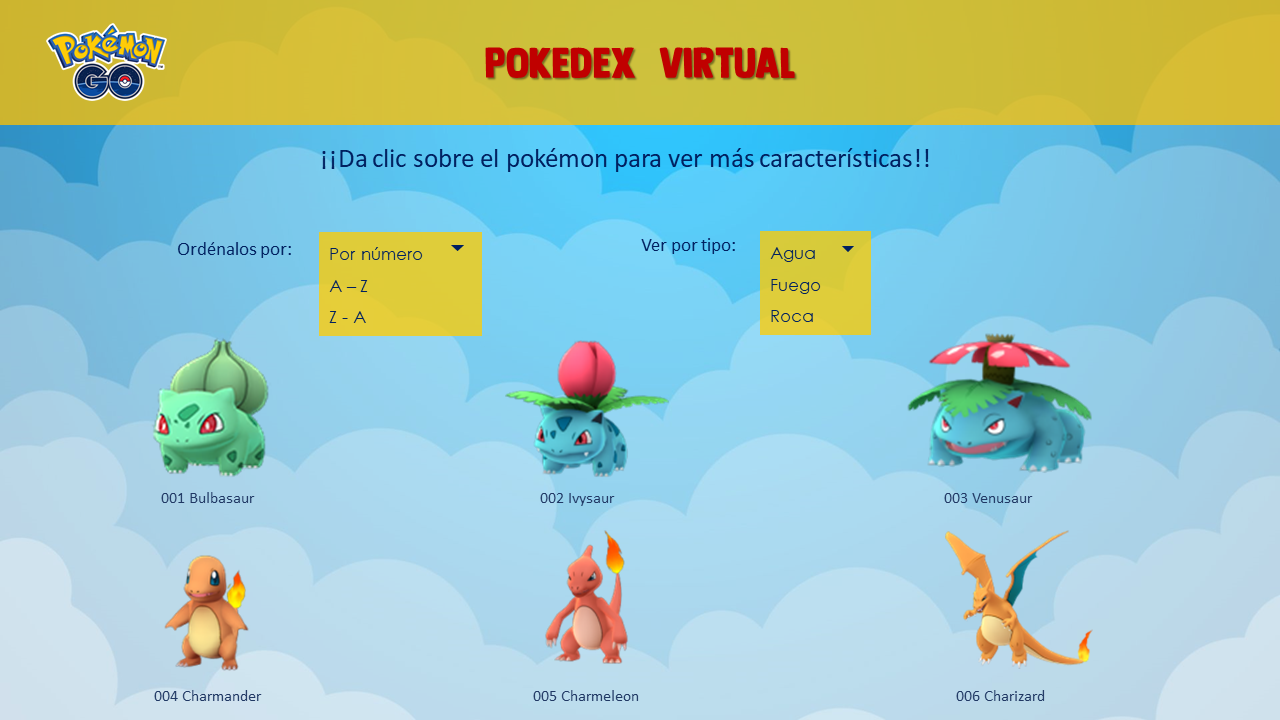 Pokémon
GO
POKEDEX VIRTUAL
¡¡Da clic sobre el pokémon para ver más características!!
Ordénalos por:
Por número
A – Z
Z - A
Ver por tipo:
Agua
Fuego
Roca
001 Bulbasaur
002 Ivysaur
003 Venusaur
004 Charmander
005 Charmeleon
006 Charizard